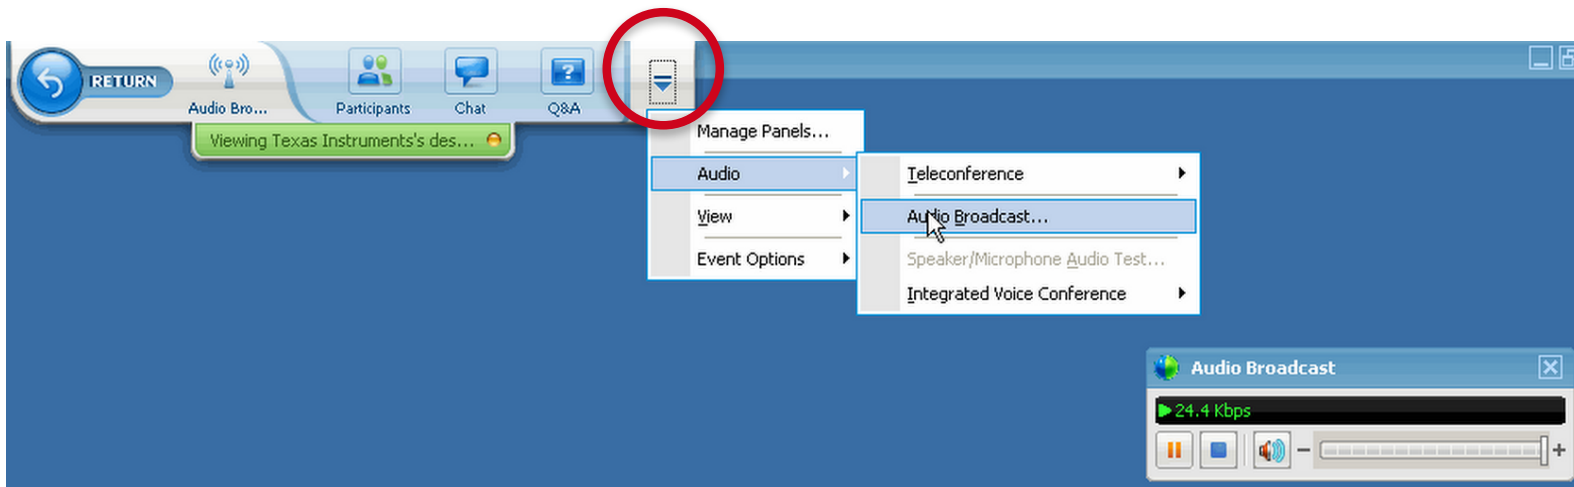 RETURN
Audio Bro...
Participants
Chat
Q&A
Viewing Texas Instruments's des...
Manage Panels...
Audio
View
Event Options
Teleconference
Audio Broadcast...
Speaker/Microphone Audio Test...
Integrated Voice Conference
Audio Broadcast
24.4 Kbps